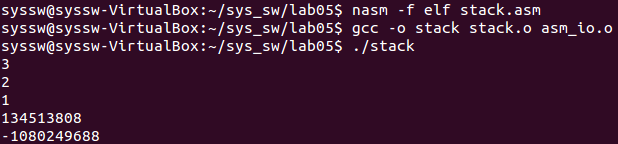 syssw@syssw-VirtualBox:~/sys_sw/lab05$ nasm -f elf stack.asm
syssw@syssw-VirtualBox:~/sys_sw/lab05$ gcc -o stack stack.o asm_io.o
syssw@syssw-VirtualBox:~/sys_sw/lab05$ ./stack
3
2
1
134513808
-1080249688